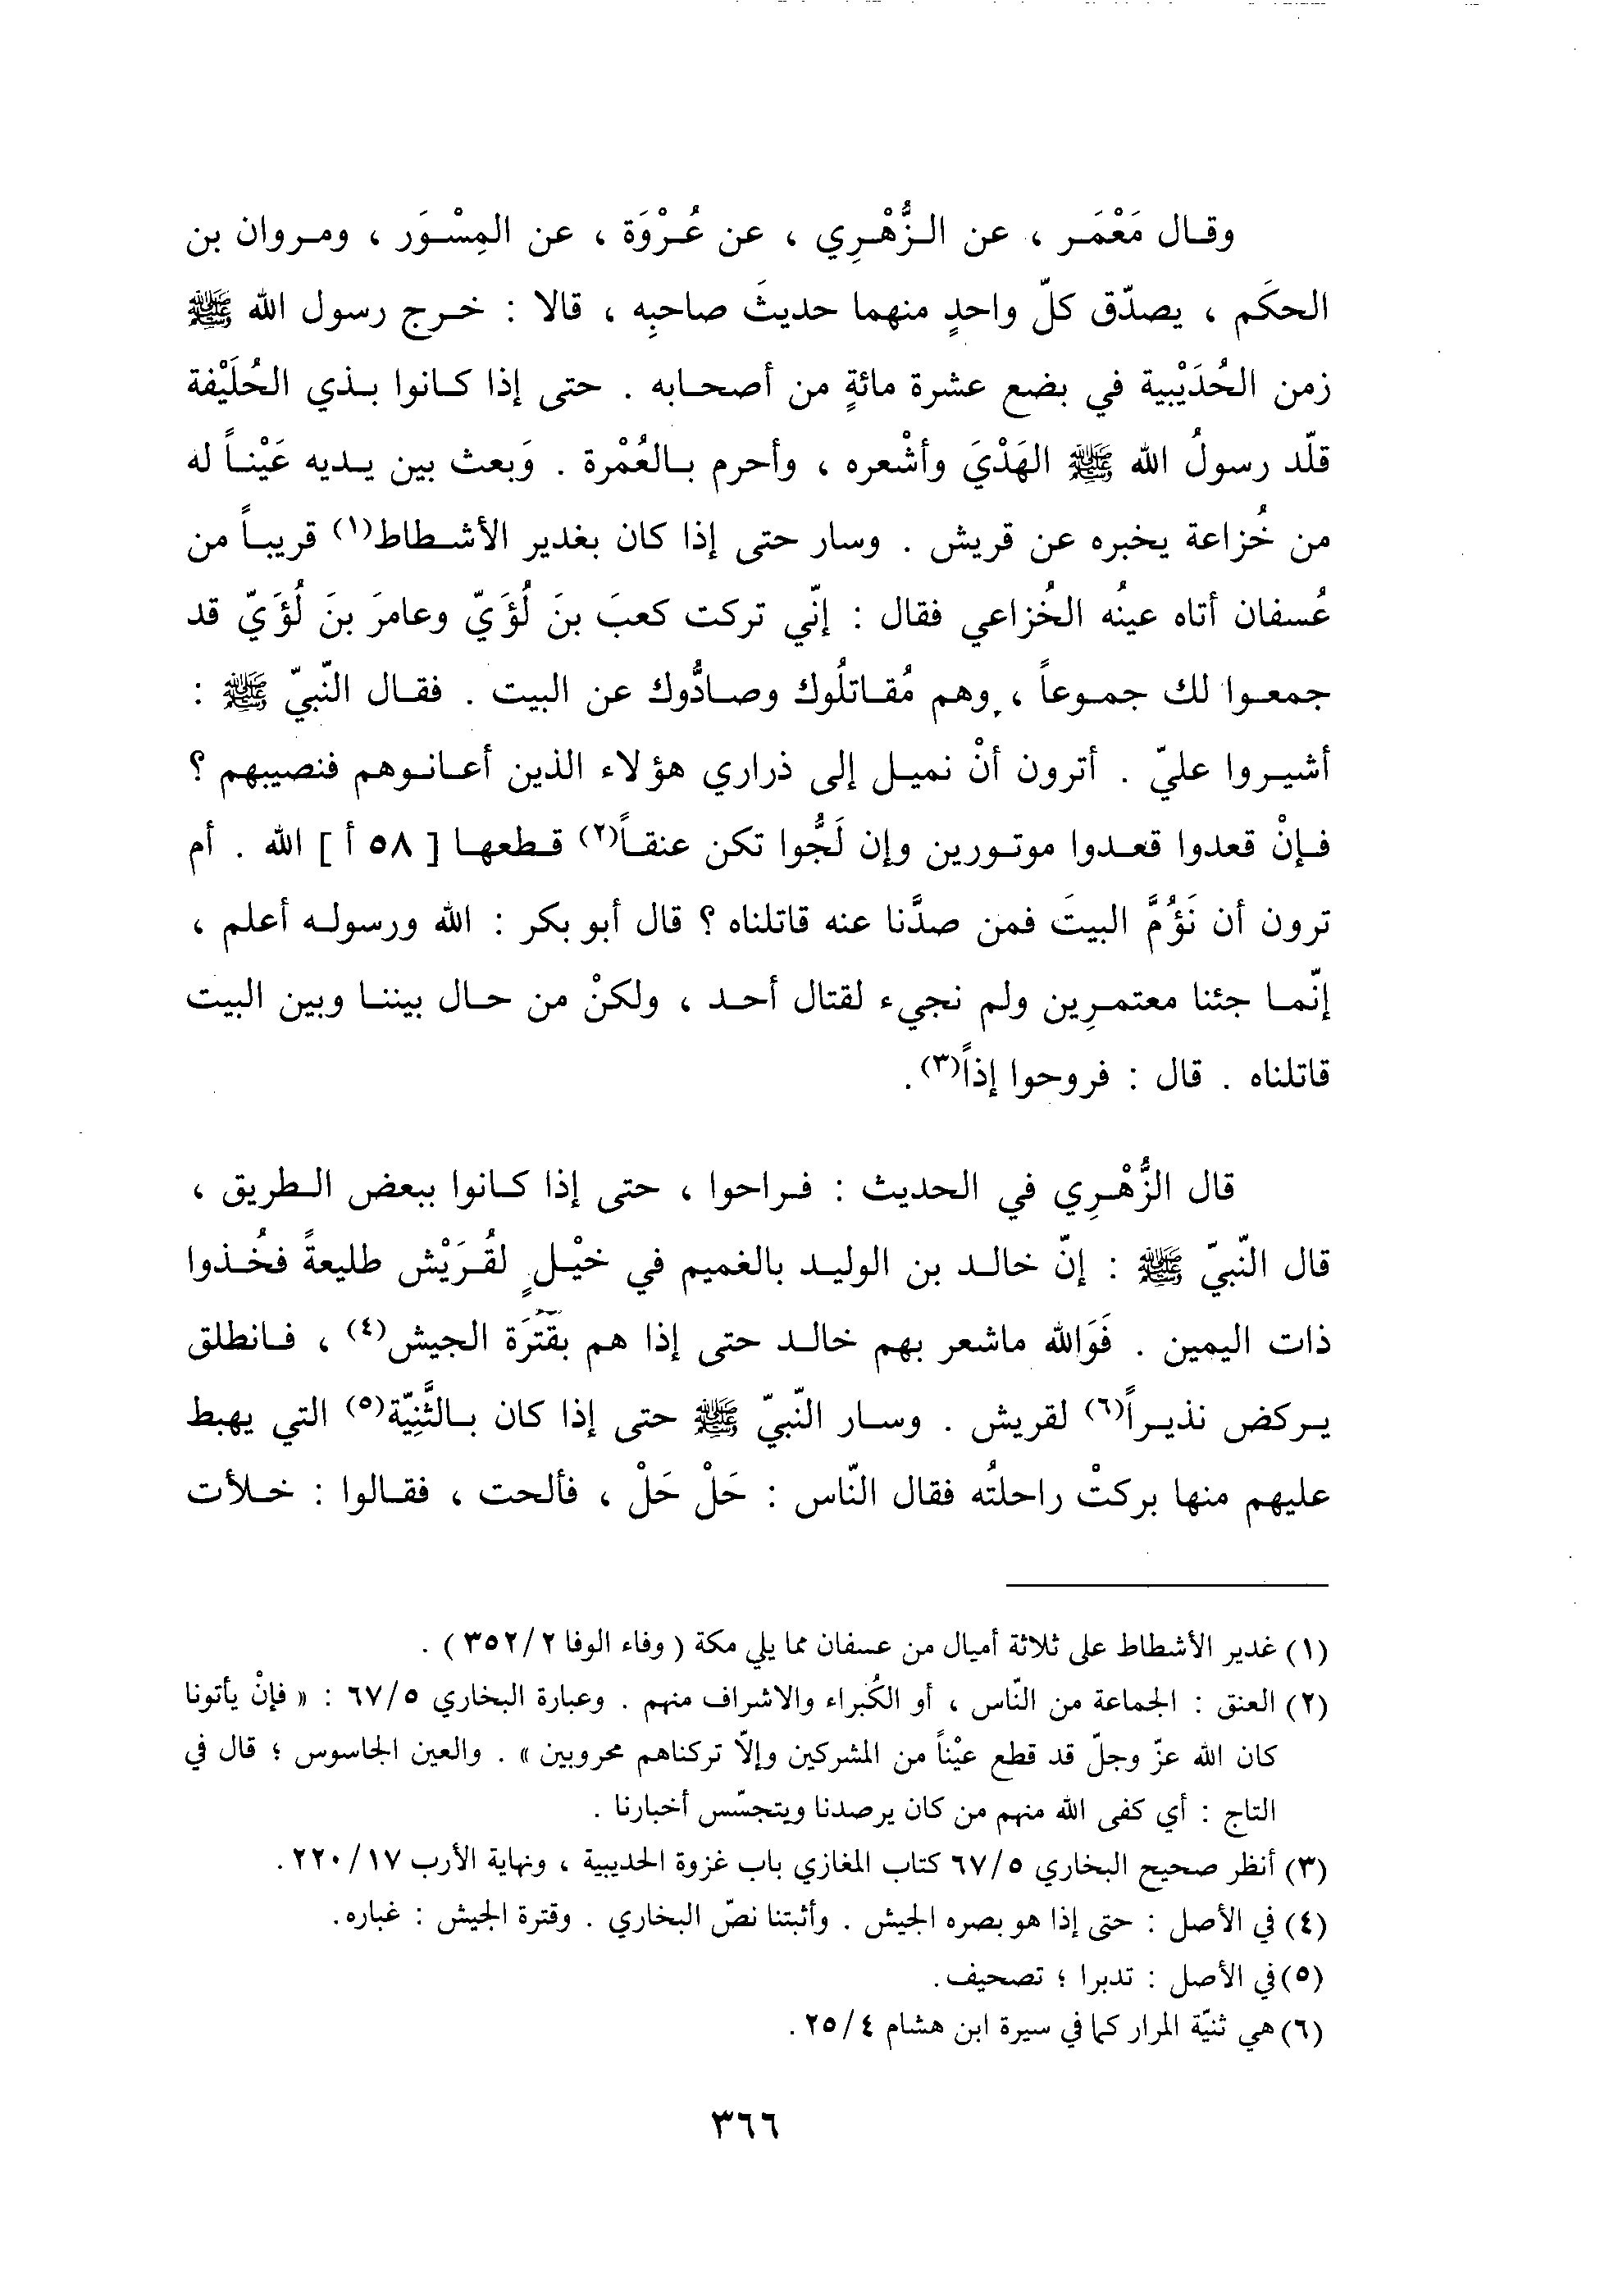 وقال مَعْمَر ، عن الزُّهْرِي ، عن عُرْوَة ، عن المِسْوَر ، ومروان بن
الحكَم ، يصدّق كلّ واحدٍ منهما حديثَ صاحبِه ، قالا : خرج رسول الله ﷺ
زمن الحُدَيْبية في بضع عشرة مائةٍ من أصحابه . حتى إذا كانوا بذي الحُلَيْفة
قلّد رسولُ الله ﷺ الهَدْيَ وأشْعره ، وأحرم بالعُمْرة . وَبعث بين يديه عَيْناً له
من خُزاعة يخبره عن قريش . وسار حتى إذا كان بغدير الأشطاط(١) قريباً من
عُسفان أتاه عينُه الخُزاعي فقال : إنّي تركت كعبَ بنَ لُؤَيّ وعامرَ بنَ لُؤَيّ قد
جمعوا لك جموعاً ، وهم مُقاتلُوك وصادُّوك عن البيت . فقال النّبيّ ﷺ :
أشيروا عليّ . أترون أنْ نميل إلى ذراري هؤلاء الذين أعانوهم فنصيبهم ؟
فإنْ قعدوا قعدوا موتورين وإن لَجُّوا تكن عنقاً(٢) قطعها [ ٥٨ أ ] الله . أم
ترون أن نَؤُمَّ البيتَ فمن صدَّنا عنه قاتلناه ؟ قال أبو بكر : الله ورسوله أعلم ،
إنّما جئنا معتمرِين ولم نجيء لقتال أحد ، ولكنْ من حال بيننا وبين البيت
قاتلناه . قال : فروحوا إذاً(٣) .
قال الزُّهْرِي في الحديث : فراحوا ، حتى إذا كانوا ببعض الطريق ،
قال النّبيّ ﷺ : إنّ خالد بن الوليد بالغميم في خيْلٍ لقُرَيْش طليعةً فخُذوا
ذات اليمين . فَوَالله ماشعر بهم خالد حتى إذا هم بقَتَرَة الجيش(٤) ، فانطلق
يركض نذيراً(٦) لقريش . وسار النّبيّ ﷺ حتى إذا كان بالثَّنِيّة(٥) التي يهبط
عليهم منها بركتْ راحلتُه فقال النّاس : حَلْ حَلْ ، فألحت ، فقالوا : خلأت
(١) غدير الأشطاط على ثلاثة أميال من عسفان مما يلي مكة ( وفاء الوفا ٣٥٢/٢ ) .
(٢) العنق : الجماعة من النّاس ، أو الكُبراء والاشراف منهم . وعبارة البخاري ٦٧/٥ : « فإنْ يأتونا
كان الله عزّ وجلّ قد قطع عيْناً من المشركين وإلاّ تركناهم محروبين » . والعين الجاسوس ؛ قال في
التاج : أي كفى الله منهم من كان يرصدنا ويتجسّس أخبارنا .
(٣) أنظر صحيح البخاري ٦٧/٥ كتاب المغازي باب غزوة الحديبية ، ونهاية الأرب ٢٢٠/١٧ .
(٤) في الأصل : حتى إذا هو بصره الجيش . وأثبتنا نصّ البخاري . وقترة الجيش : غباره .
(٥) في الأصل : تدبرا ؛ تصحيف .
(٦) هي ثنيّة المرار كما في سيرة ابن هشام ٢٥/٤ .
٣٦٦